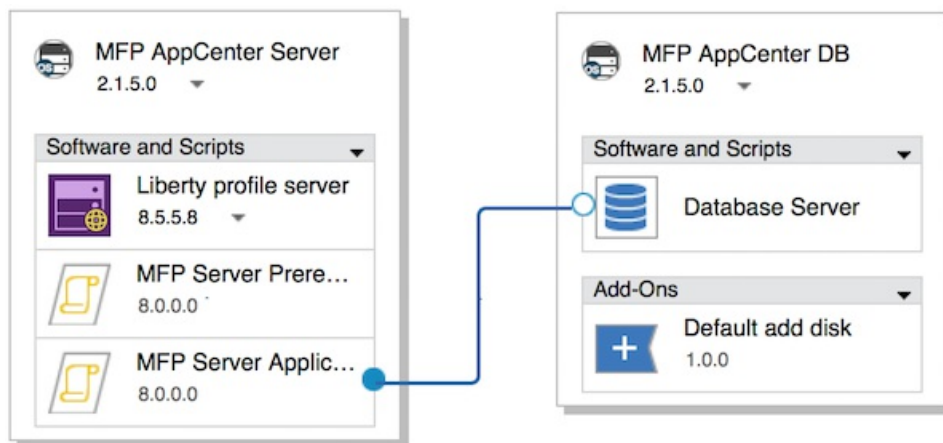 MFP AppCenter Server
2.1.5.0
Software and Scripts
Liberty profile server
8.5.5.8
MFP Server Prere...
8.0.0.0
MFP Server Applic...
8.0.0.0
MFP AppCenter DB
2.1.5.0
Software and Scripts
Database Server
Add-Ons
Default add disk
1.0.0